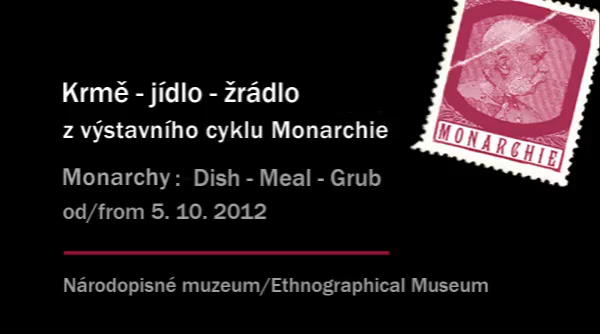 Krmě - jídlo - žrádlo
z výstavního cyklu Monarchie
Monarchy : Dish - Meal - Grub
od/from 5. 10. 2012
Národopisné muzeum/Ethnographical Museum
MONARCHIE